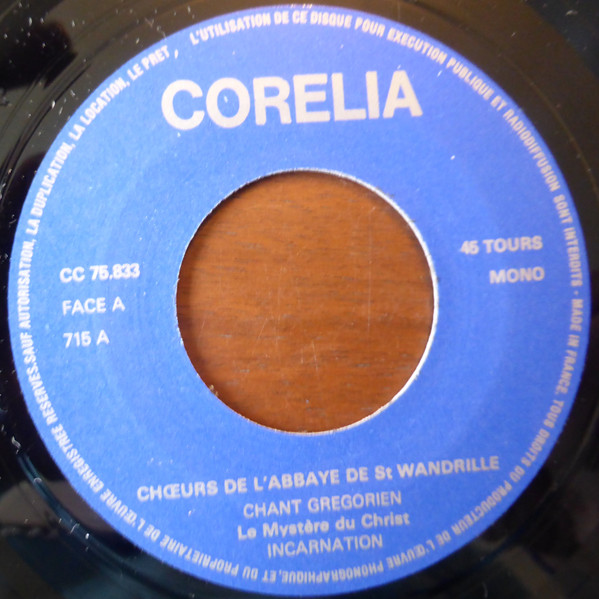 CORELIA
CC 75.833
FACE A
715 A
45 TOURS
MONO
CHŒURS DE L'ABBAYE DE St WANDRILLE
CHANT GREGORIEN
Le Mystère du Christ
INCARNATION
MADE IN FRANCE. TOUS DROITS DU PRODUCTEUR DE L'ŒUVRE PHONOGRAPHIQUE, ET DU PROPRIETAIRE DE L'ŒUVRE ENREGISTREE RESERVES. SAUF AUTORISATION, LA DUPLICATION, LA LOCATION, LE PRET, L'UTILISATION DE CE DISQUE POUR EXECUTION PUBLIQUE ET RADIODIFFUSION SONT INTERDITS •